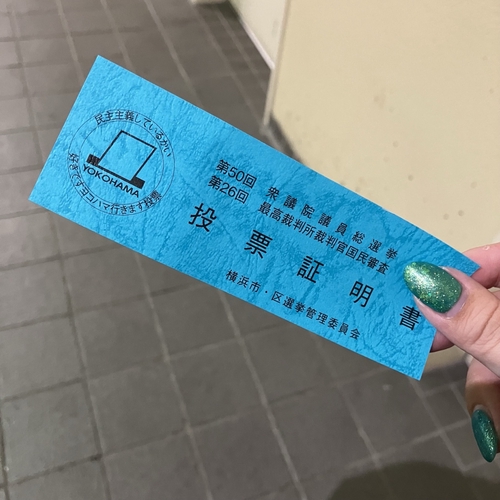 民主主義しているかい
YOKOHAMA
好きですヨコハマ行きます投票
第50回 衆議院議員総選挙
第26回 最高裁判所裁判官国民審査
投票証明書
横浜市・区選挙管理委員会